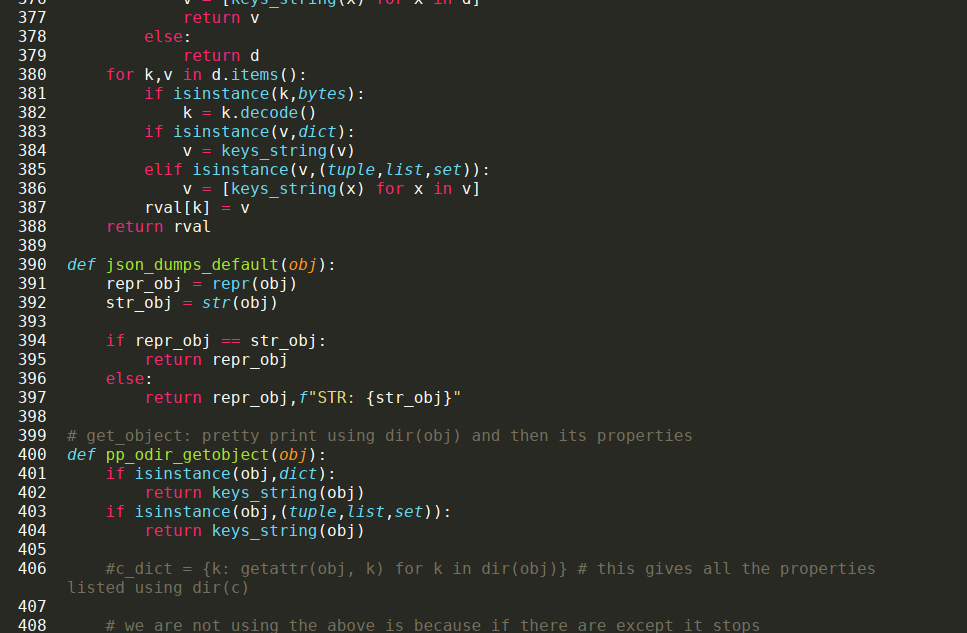 376             v = [keys_string(x) for x in d]
377             return v
378         else:
379             return d
380     for k,v in d.items():
381         if isinstance(k,bytes):
382             k = k.decode()
383         if isinstance(v,dict):
384             v = keys_string(v)
385         elif isinstance(v,(tuple,list,set)):
386             v = [keys_string(x) for x in v]
387         rval[k] = v
388     return rval
389
390 def json_dumps_default(obj):
391     repr_obj = repr(obj)
392     str_obj = str(obj)
393
394     if repr_obj == str_obj:
395         return repr_obj
396     else:
397         return repr_obj,f"STR: {str_obj}"
398
399 # get_object: pretty print using dir(obj) and then its properties
400 def pp_odir_getobject(obj):
401     if isinstance(obj,dict):
402         return keys_string(obj)
403     if isinstance(obj,(tuple,list,set)):
404         return keys_string(obj)
405
406     #c_dict = {k: getattr(obj, k) for k in dir(obj)} # this gives all the properties
listed using dir(c)
407
408     # we are not using the above is because if there are except it stops